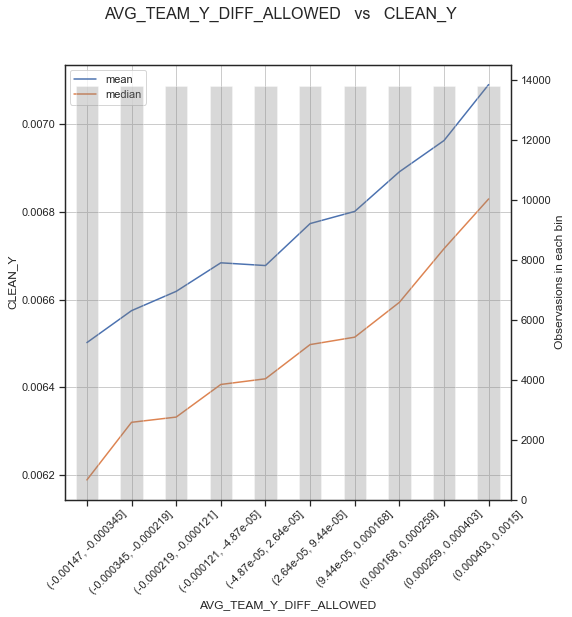 AVG_TEAM_Y_DIFF_ALLOWED vs CLEAN_Y
mean
median
0.0070
0.0068
0.0066
0.0064
0.0062
CLEAN_Y
14000
12000
10000
8000
6000
4000
2000
0
Observasions in each bin
(-0.00147, -0.000345]
(-0.000345, -0.000219]
(-0.000219, -0.000121]
(-0.000121, -4.87e-05]
(-4.87e-05, 2.64e-05]
(2.64e-05, 9.44e-05]
(9.44e-05, 0.000168]
(0.000168, 0.000259]
(0.000259, 0.000403]
(0.000403, 0.0015]
AVG_TEAM_Y_DIFF_ALLOWED